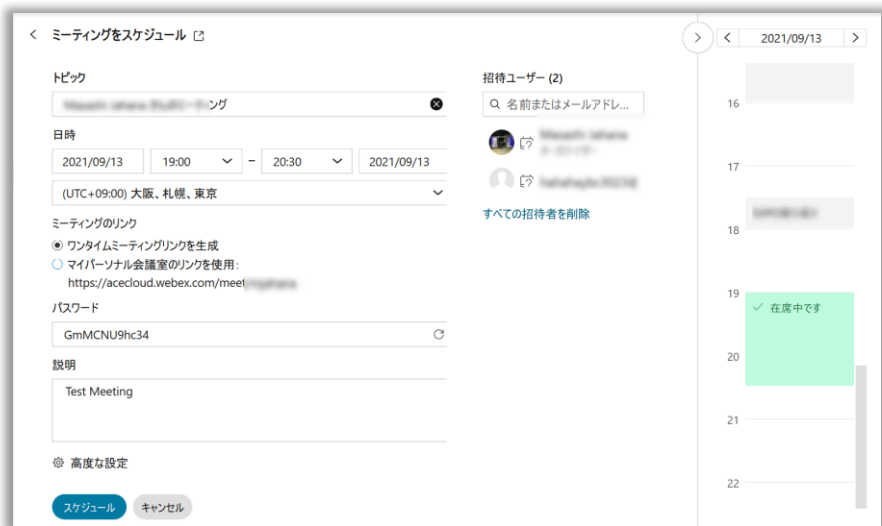 ミーティングをスケジュール
2021/09/13
トピック
ング
日時
2021/09/13 19:00 – 20:30 2021/09/13
(UTC+09:00) 大阪、札幌、東京
ミーティングのリンク
ワンタイムミーティングリンクを生成
マイパーソナル会議室のリンクを使用:
https://acecloud.webex.com/meet
パスワード
GmMCNU9hc34
説明
Test Meeting
高度な設定
スケジュール キャンセル
招待ユーザー (2)
名前またはメールアドレ...
すべての招待者を削除
16
17
18
19
在席中です
20
21
22